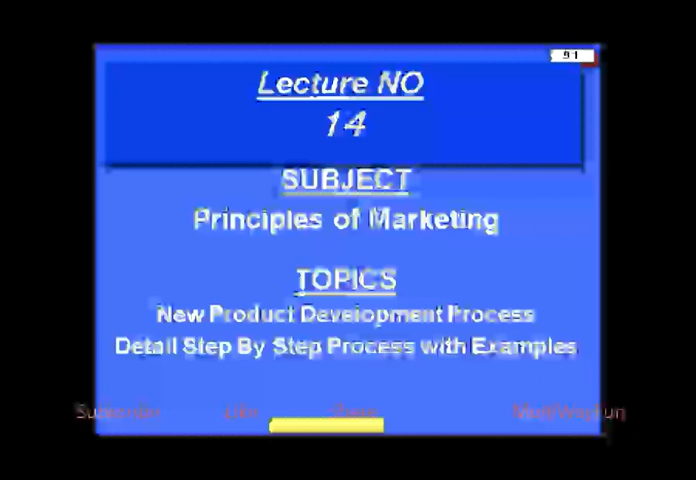 Lecture NO
14
SUBJECT
Principles of Marketing
TOPICS
New Product Development Process
Detail Step By Step Process with Examples
Subscribe Like Share